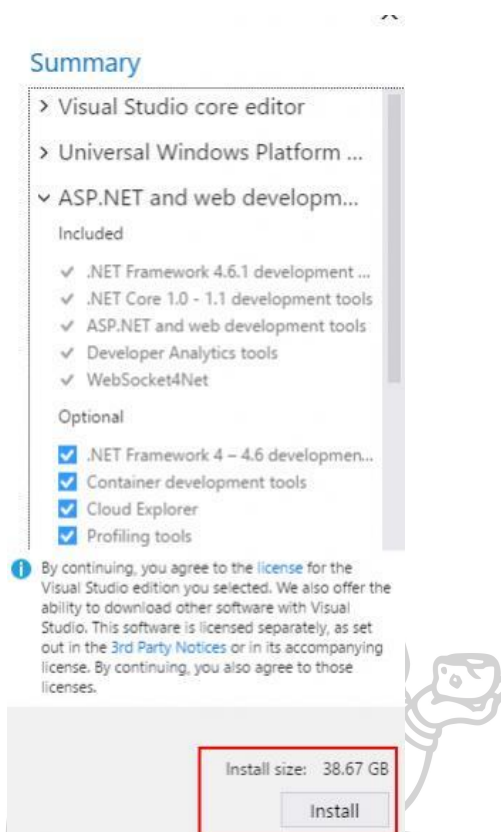 Summary
Visual Studio core editor
Universal Windows Platform ...
ASP.NET and web developm...
Included
.NET Framework 4.6.1 development ...
.NET Core 1.0 - 1.1 development tools
ASP.NET and web development tools
Developer Analytics tools
WebSocket4Net
Optional
.NET Framework 4 – 4.6 developmen...
Container development tools
Cloud Explorer
Profiling tools
By continuing, you agree to the license for the
Visual Studio edition you selected. We also offer the
ability to download other software with Visual
Studio. This software is licensed separately, as set
out in the 3rd Party Notices or in its accompanying
license. By continuing, you also agree to those
licenses.
Install size: 38.67 GB
Install